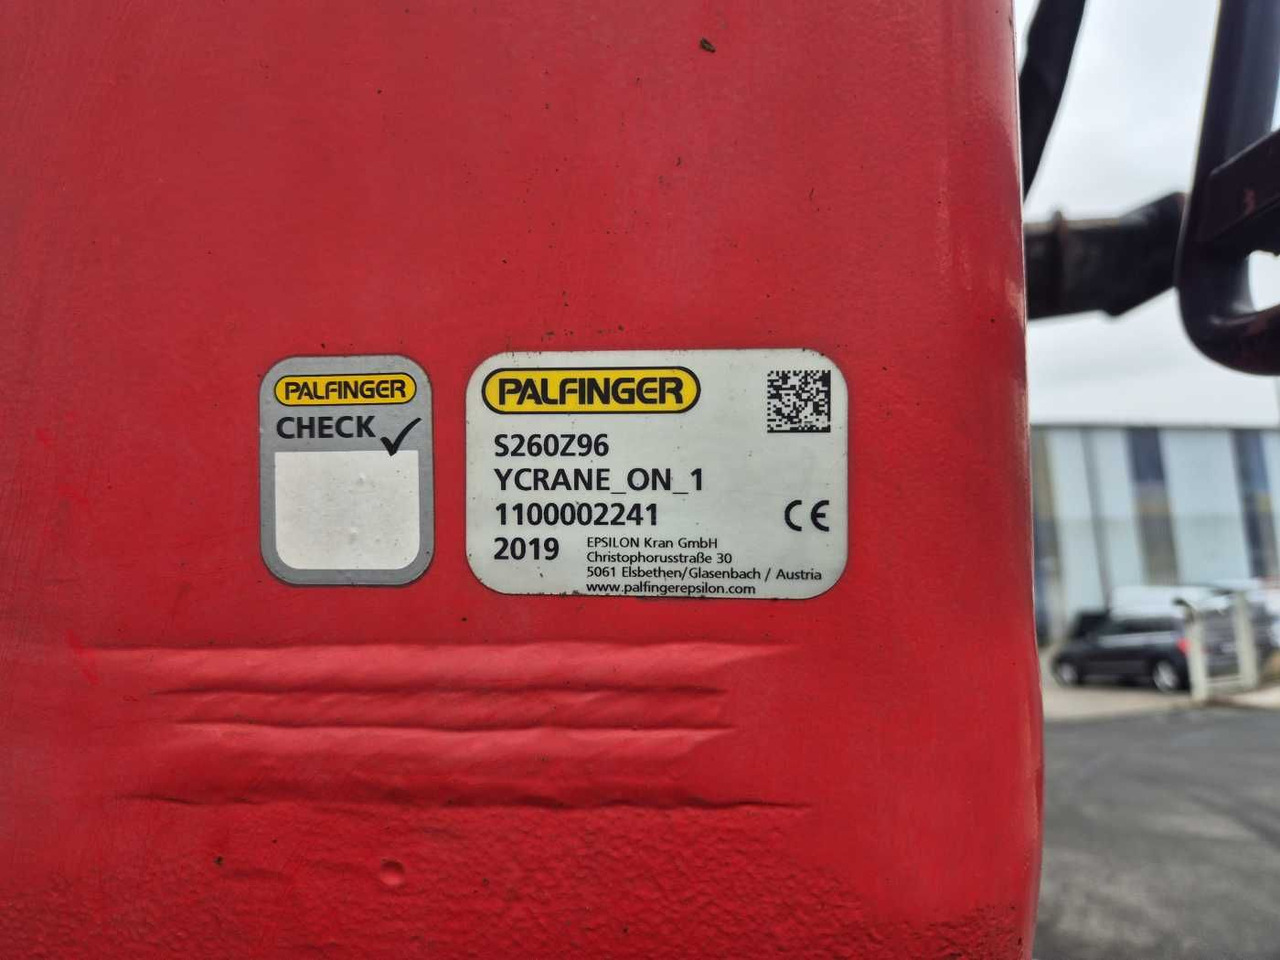 PALFINGER
CHECK
PALFINGER
S260Z96
YCRANE_ON_1
1100002241
2019
EPSILON Kran GmbH
Christophorusstraße 30
5061 Elsbethen/Glasenbach / Austria
www.palfingerepsilon.com
CE